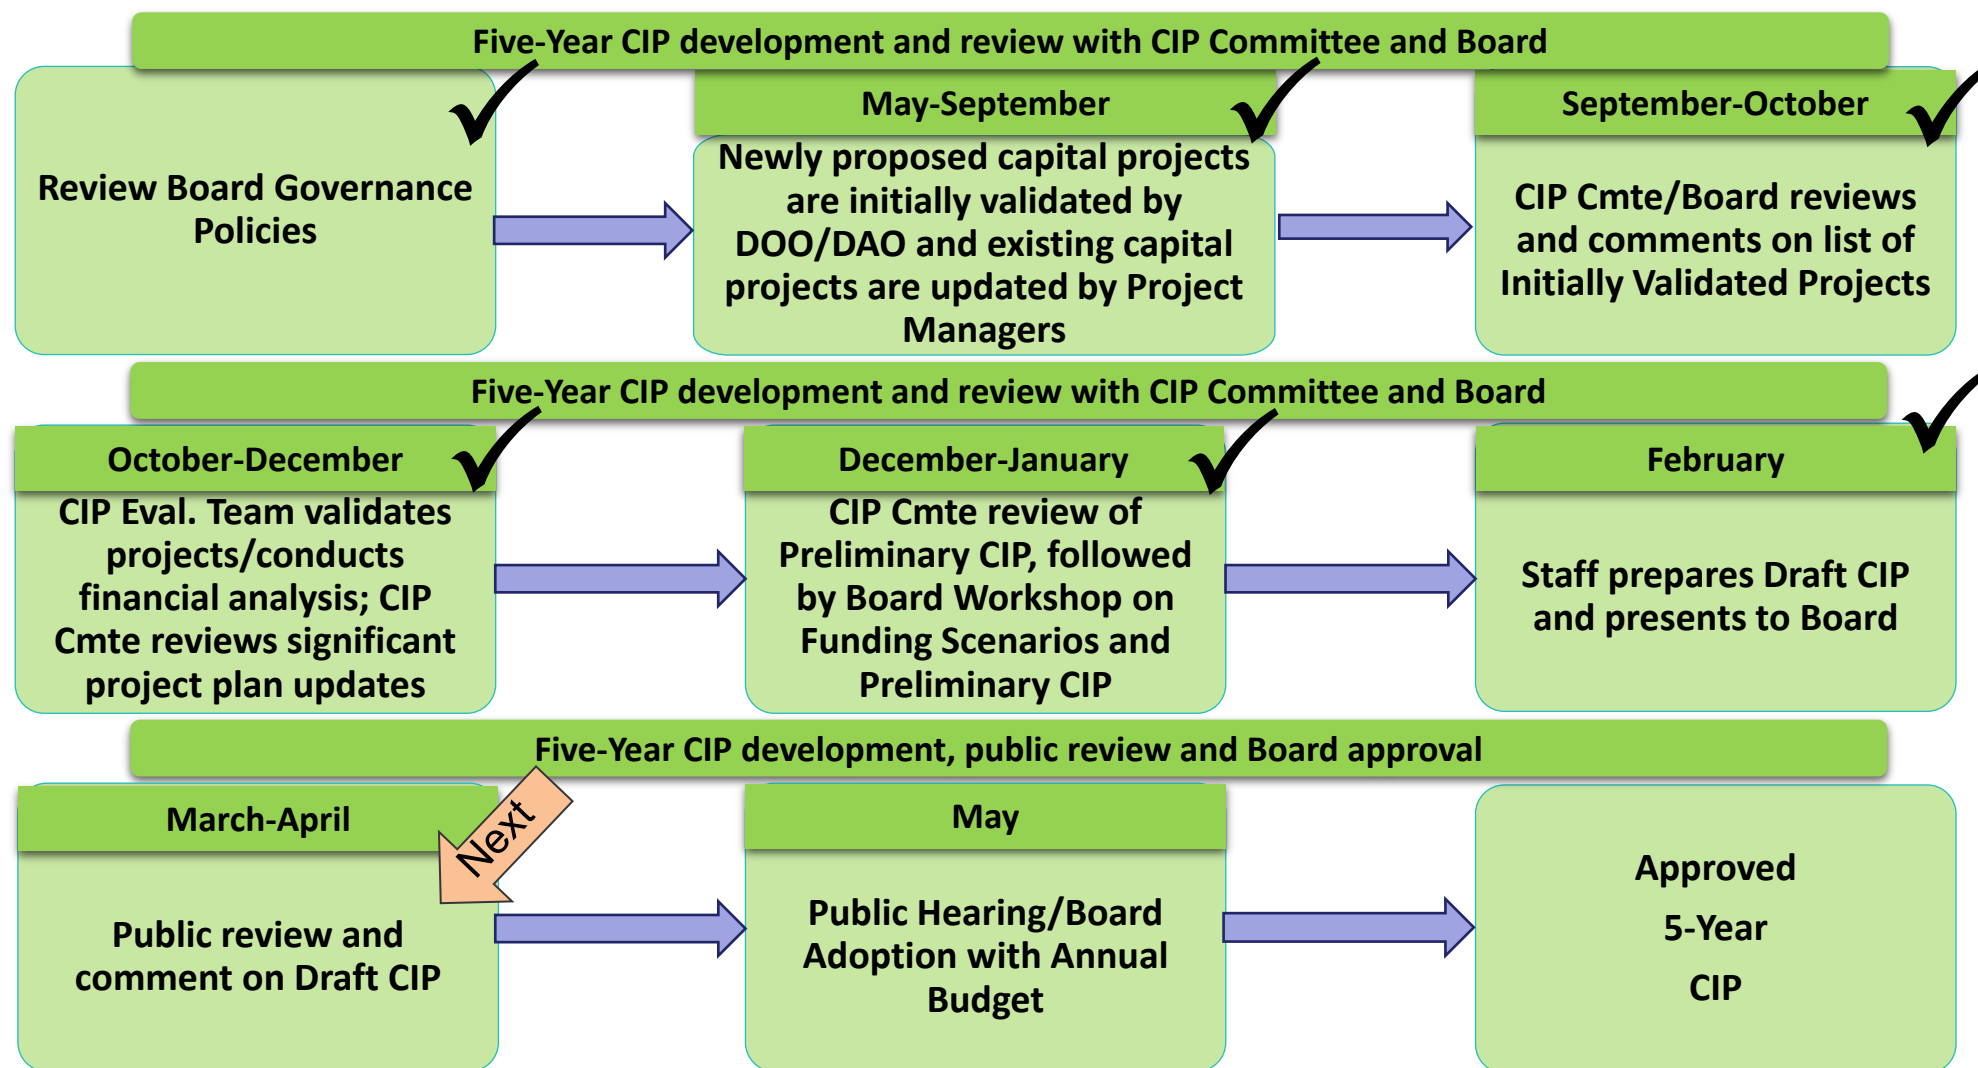 Five-Year CIP development and review with CIP Committee and Board
Review Board Governance
Policies
May-September
Newly proposed capital projects
are initially validated by
DOO/DAO and existing capital
projects are updated by Project
Managers
September-October
CIP Cmte/Board reviews
and comments on list of
Initially Validated Projects
Five-Year CIP development and review with CIP Committee and Board
October-December
CIP Eval. Team validates
projects/conducts
financial analysis; CIP
Cmte reviews significant
project plan updates
December-January
CIP Cmte review of
Preliminary CIP, followed
by Board Workshop on
Funding Scenarios and
Preliminary CIP
February
Staff prepares Draft CIP
and presents to Board
Five-Year CIP development, public review and Board approval
March-April
Next
Public review and
comment on Draft CIP
May
Public Hearing/Board
Adoption with Annual
Budget
Approved
5-Year
CIP